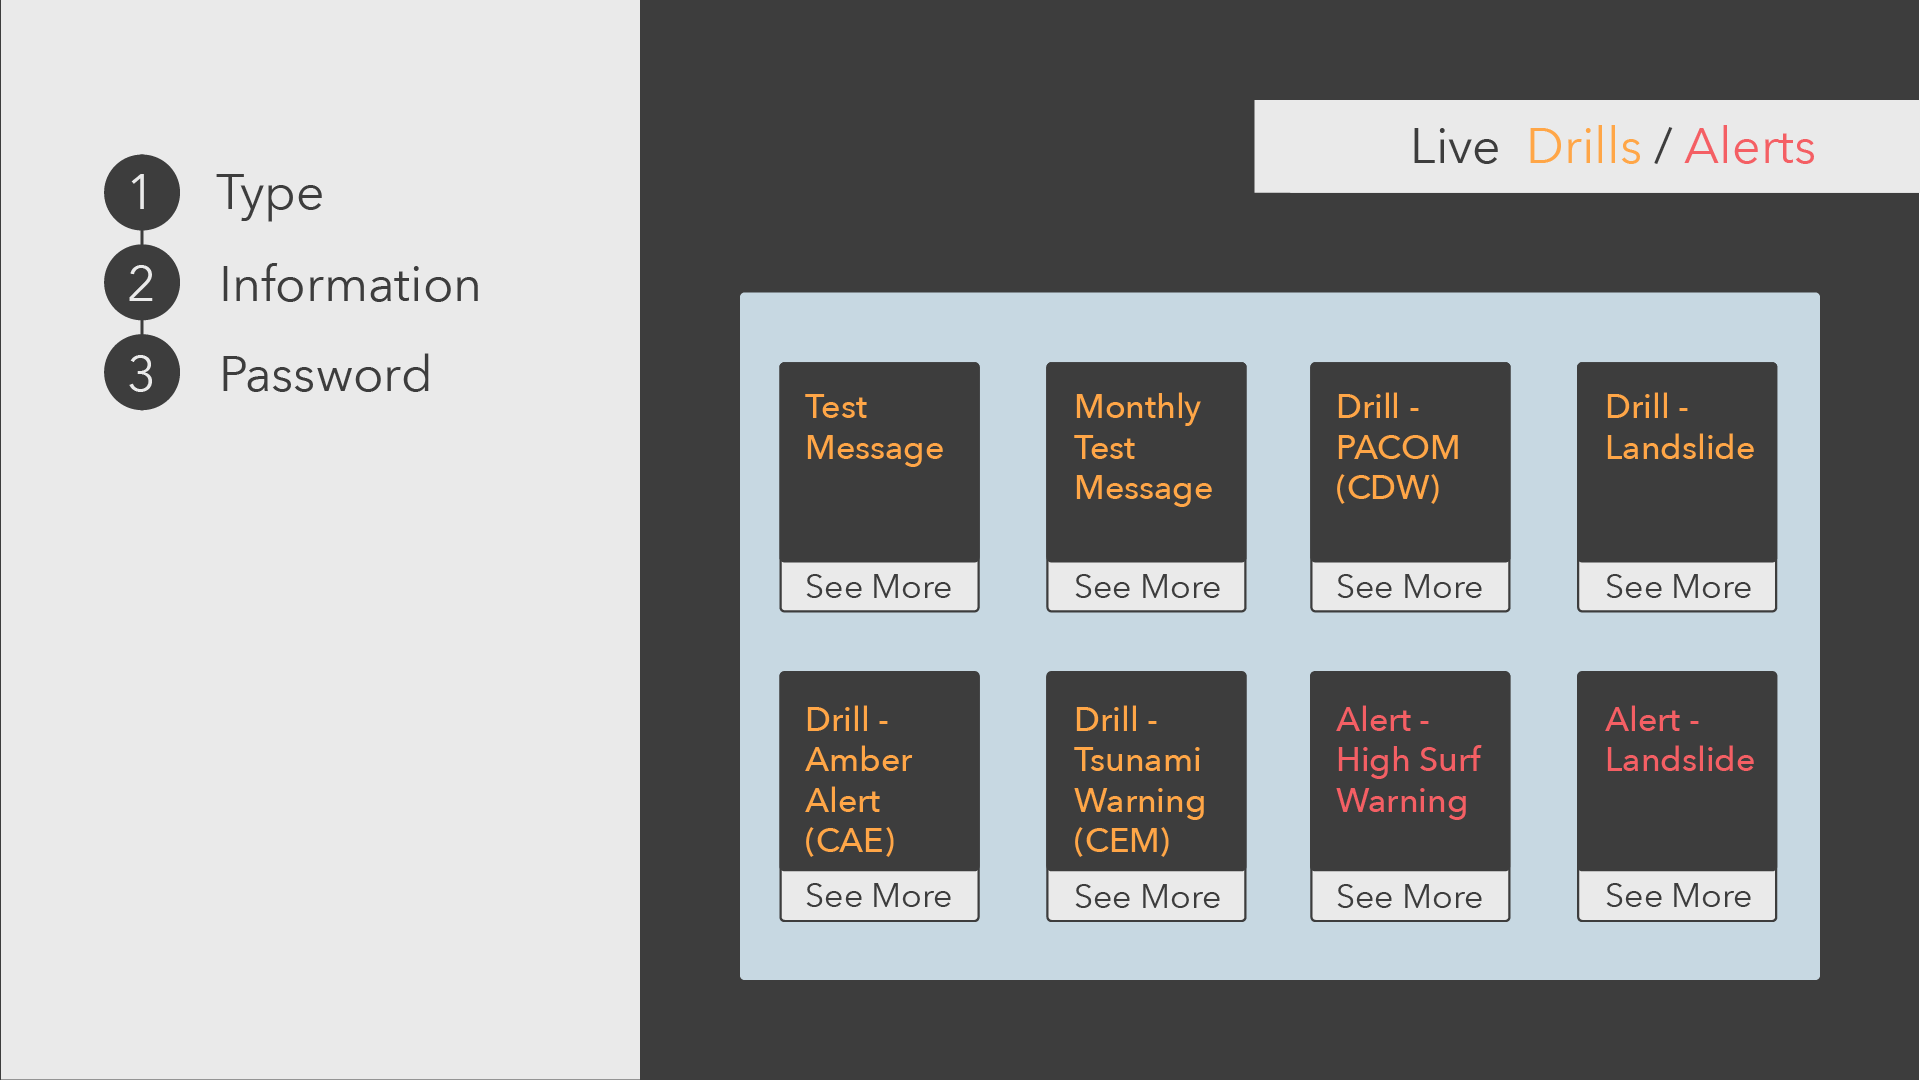 1 Type
2 Information
3 Password
Live Drills / Alerts
Test
Message
See More
Monthly
Test
Message
See More
Drill -
PACOM
(CDW)
See More
Drill -
Landslide
See More
Drill -
Amber
Alert
(CAE)
See More
Drill -
Tsunami
Warning
(CEM)
See More
Alert -
High Surf
Warning
See More
Alert -
Landslide
See More